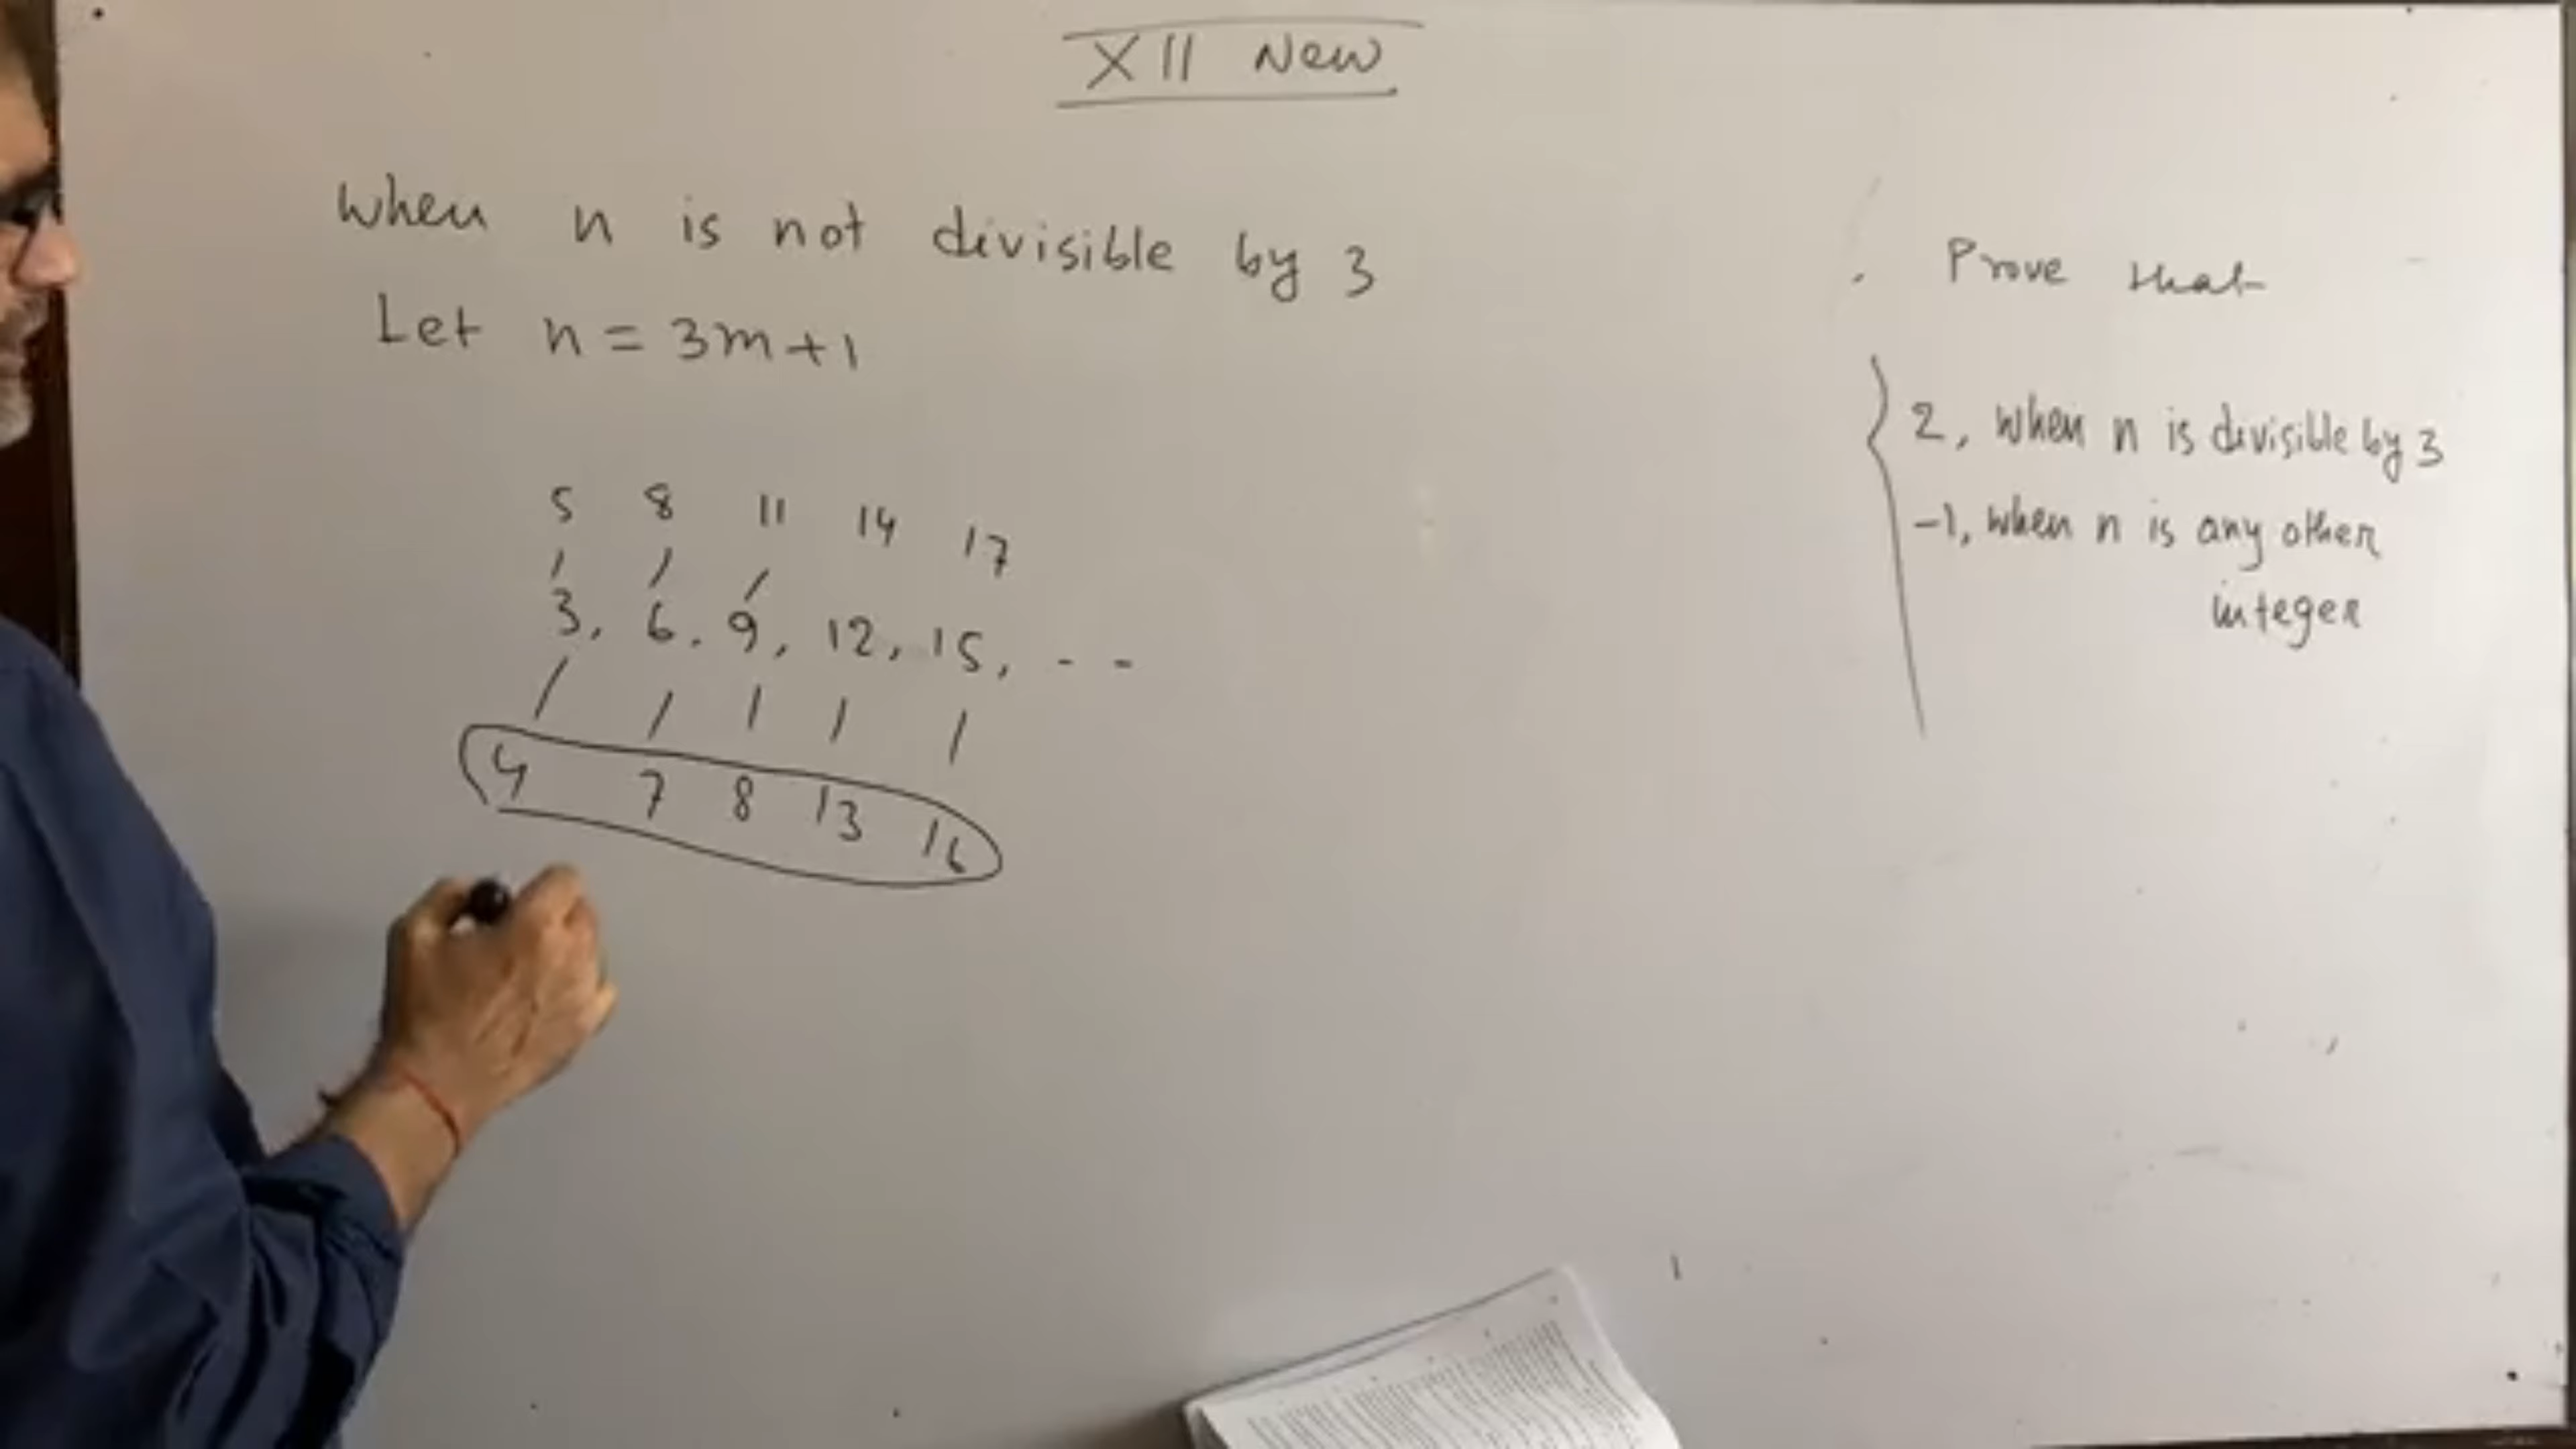 XII New
When n is not divisible by 3
Let n = 3m+1
5 8 11 14 17
3, 6, 9, 12, 15, - -
4 7 8 13 16
Prove that
2, when n is divisible by 3
-1, when n is any other
integer